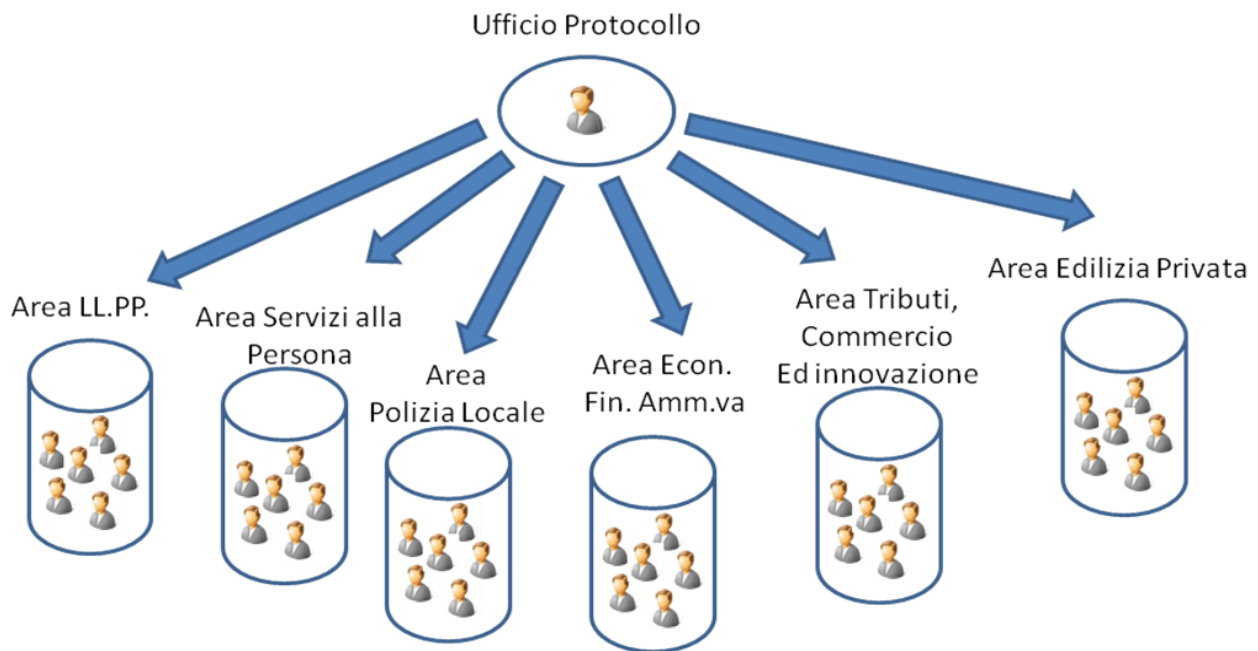 Ufficio Protocollo
Area LL.PP.
Area Servizi alla
Persona
Area
Polizia Locale
Area Econ.
Fin. Amm.va
Area Tributi,
Commercio
Ed innovazione
Area Edilizia Privata